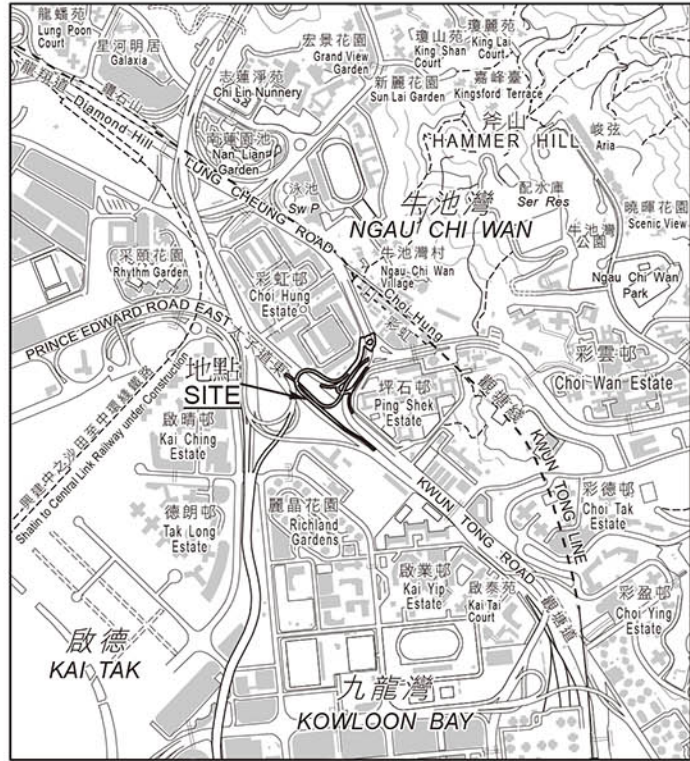 龍蟠苑
Lung Poon
Court
星河明居
Galaxia
龍翔道
鑽石山
Diamond Hill
志蓮淨苑
Chi Lin Nunnery
宏景花園
Grand View
Garden
瓊山苑
King Shan
Court
瓊麗苑
King Lai
Court
新麗花園
Sun Lai Garden
嘉峰臺
Kingsford Terrace
斧山
HAMMER HILL
峻弦
Aria
南蓮園池
Nan Lian
Garden
LUNG CHEUNG ROAD
泳池
Sw P
牛池灣
NGAU CHI WAN
配水庫
Ser Res
曉暉花園
Scenic View
牛池灣
公園
Ngau Chi Wan
Park
采頤花園
Rhythm Garden
彩虹邨
Choi Hung
Estate
牛池灣村
Ngau Chi Wan
Village
彩虹
Choi Hung
PRINCE EDWARD ROAD EAST
太子道東
地點
SITE
坪石邨
Ping Shek
Estate
觀塘綫
KWUN TONG LINE
彩雲邨
Choi Wan Estate
興建中之沙田至中環綫鐵路
Shatin to Central Link Railway under Construction
啟晴邨
Kai Ching
Estate
德朗邨
Tak Long
Estate
麗晶花園
Richland
Gardens
KWUN TONG ROAD
觀塘道
彩德邨
Choi Tak
Estate
啟業邨
Kai Yip
Estate
啟泰苑
Kai Tai
Court
彩盈邨
Choi Ying
Estate
啟德
KAI TAK
九龍灣
KOWLOON BAY